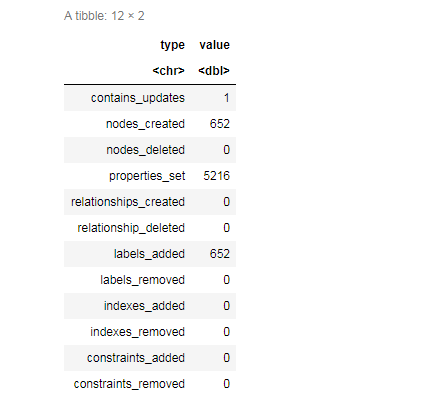 A tibble: 12 × 2
type value
<chr> <dbl>
contains_updates 1
nodes_created 652
nodes_deleted 0
properties_set 5216
relationships_created 0
relationship_deleted 0
labels_added 652
labels_removed 0
indexes_added 0
indexes_removed 0
constraints_added 0
constraints_removed 0